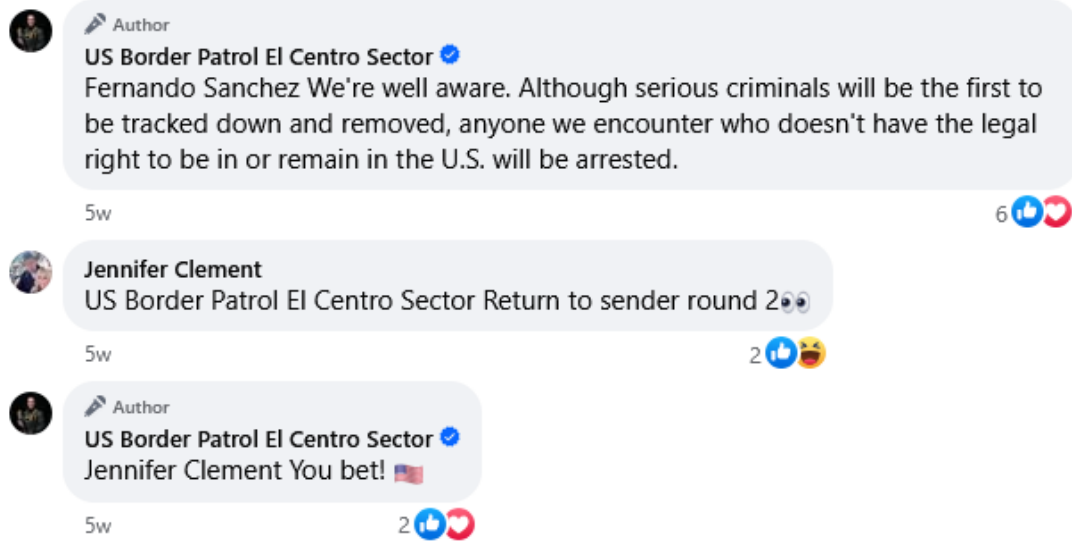 Author
US Border Patrol El Centro Sector
Fernando Sanchez We're well aware. Although serious criminals will be the first to
be tracked down and removed, anyone we encounter who doesn't have the legal
right to be in or remain in the U.S. will be arrested.
5w
6
Jennifer Clement
US Border Patrol El Centro Sector Return to sender round 2👀
5w
2
Author
US Border Patrol El Centro Sector
Jennifer Clement You bet! 🇺🇸
5w
2